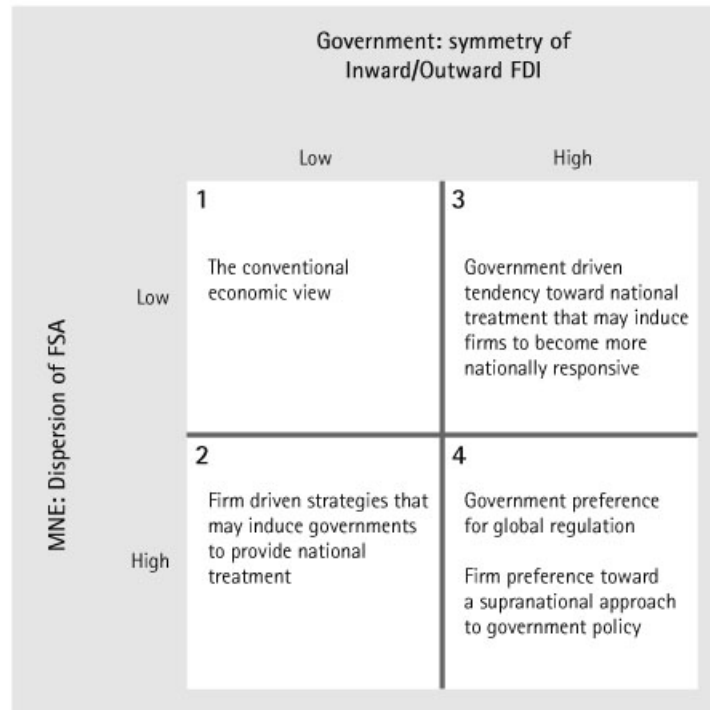 Government: symmetry of
Inward/Outward FDI
Low
High
MNE: Dispersion of FSA
Low
1
The conventional
economic view
3
Government driven
tendency toward national
treatment that may induce
firms to become more
nationally responsive
High
2
Firm driven strategies that
may induce governments
to provide national
treatment
4
Government preference
for global regulation
Firm preference toward
a supranational approach
to government policy